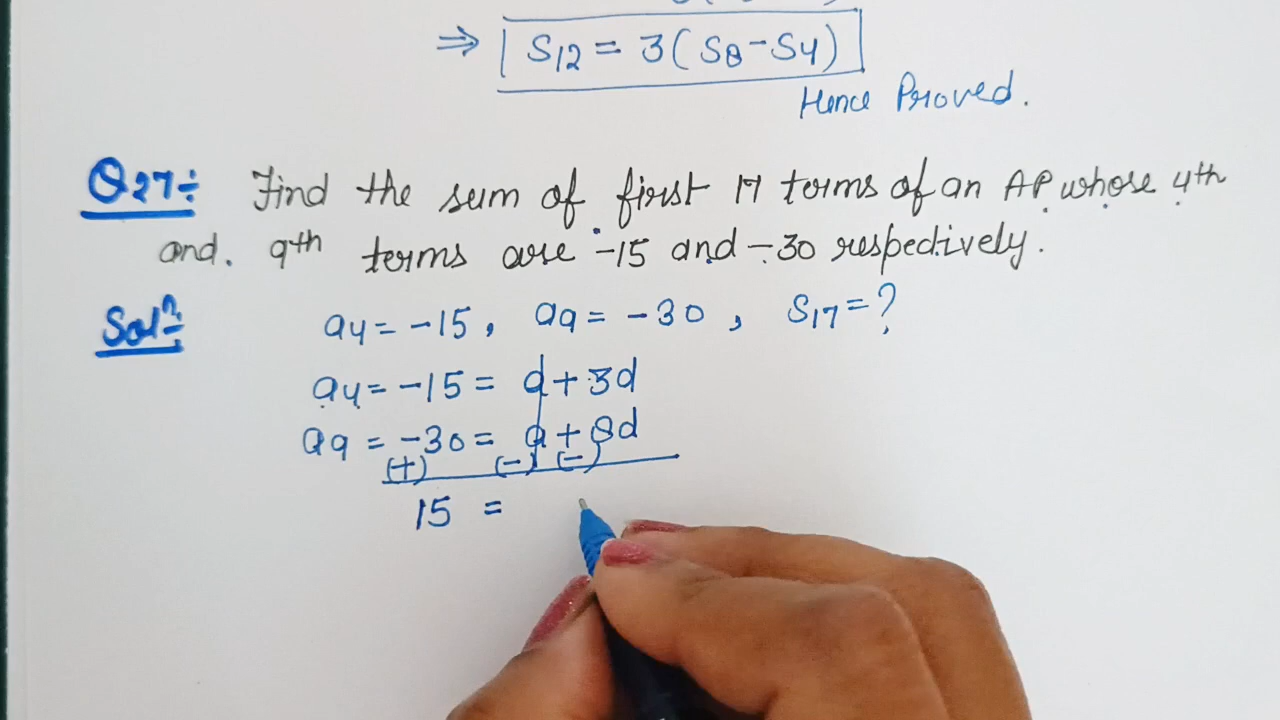 ⇒ S12 = 3(S8-S4)
Hence Proved.
Q27÷ Find the sum of first 17 terms of an AP whose 4th
and. 9th terms are -15 and -30 respectively.
Soln÷ a4 = -15, a9 = -30, S17 = ?
a4 = -15 = a+3d
a9 = -30 = a+8d
(+) (-) (-)
15 =